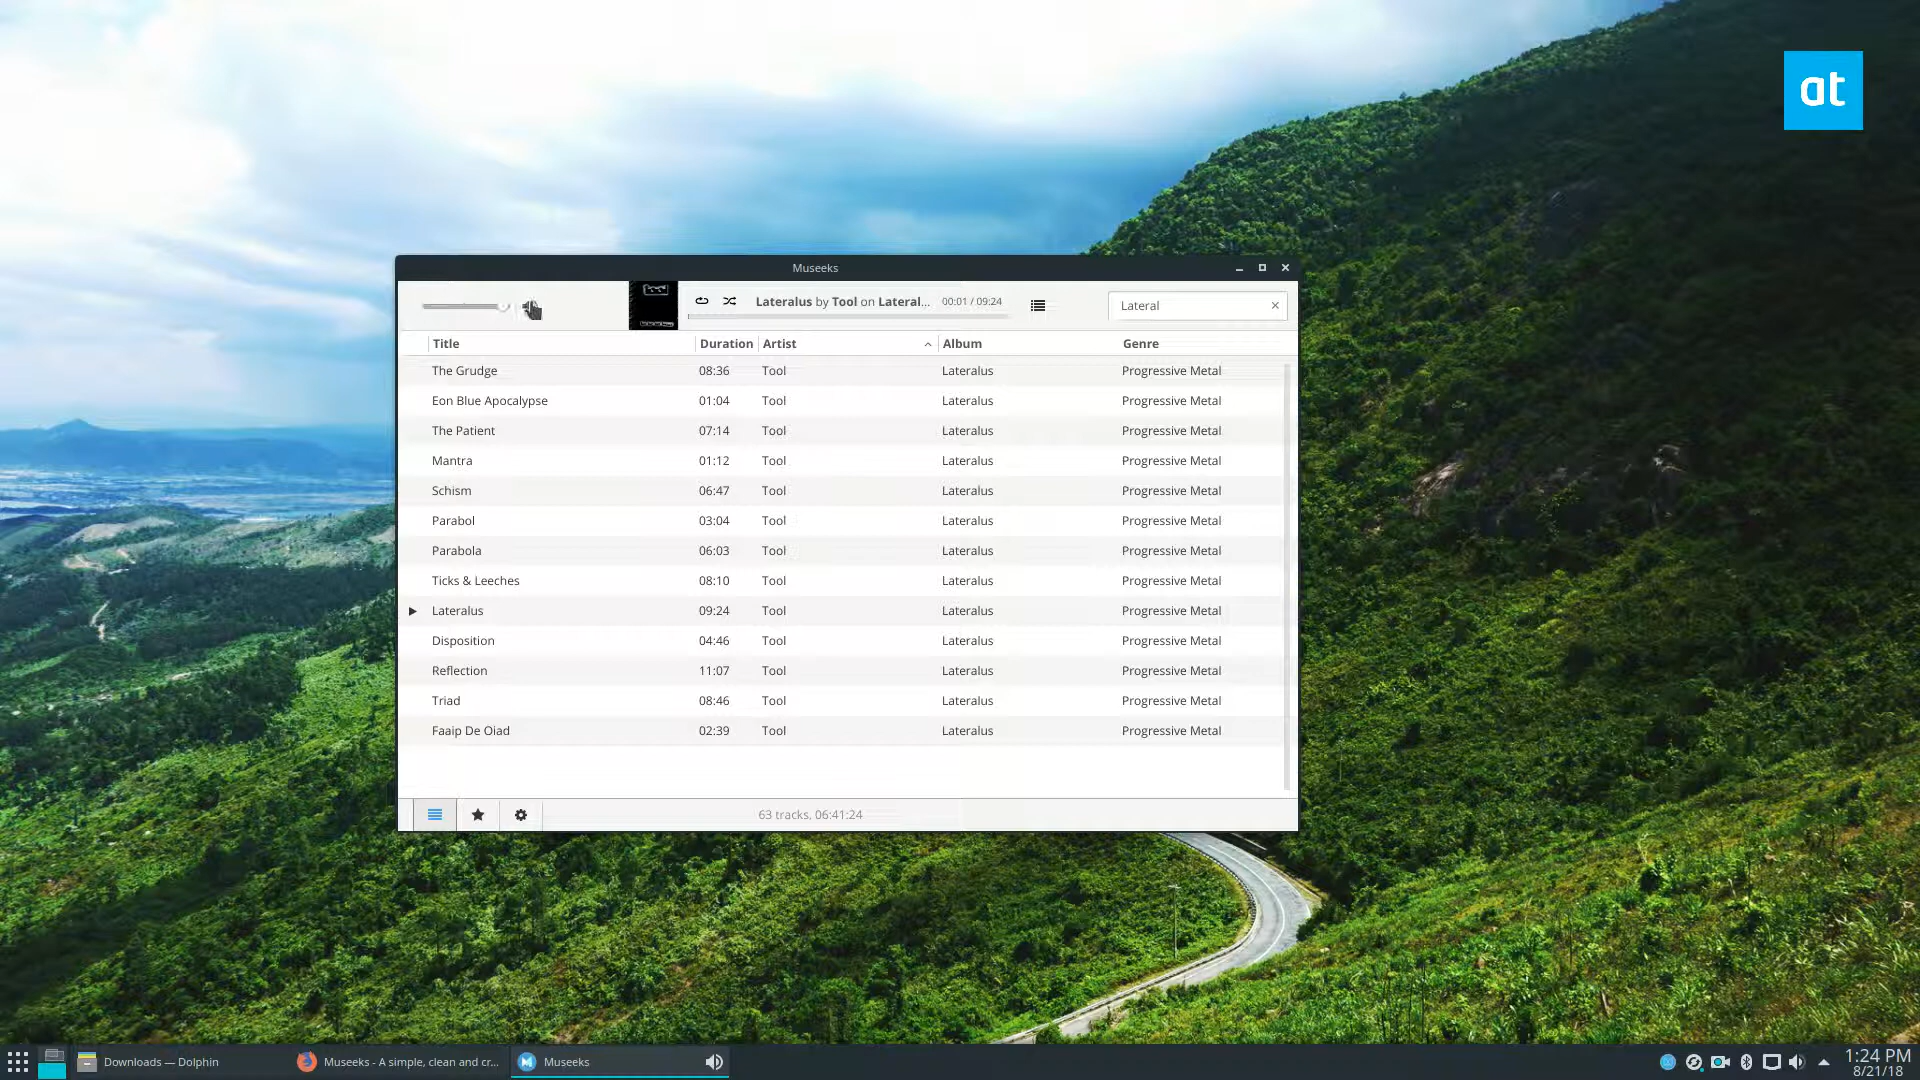 at
Museeks
Lateralus by Tool on Lateral... 00:01 / 09:24
Lateral
Title Duration Artist Album Genre
The Grudge 08:36 Tool Lateralus Progressive Metal
Eon Blue Apocalypse 01:04 Tool Lateralus Progressive Metal
The Patient 07:14 Tool Lateralus Progressive Metal
Mantra 01:12 Tool Lateralus Progressive Metal
Schism 06:47 Tool Lateralus Progressive Metal
Parabol 03:04 Tool Lateralus Progressive Metal
Parabola 06:03 Tool Lateralus Progressive Metal
Ticks & Leeches 08:10 Tool Lateralus Progressive Metal
Lateralus 09:24 Tool Lateralus Progressive Metal
Disposition 04:46 Tool Lateralus Progressive Metal
Reflection 11:07 Tool Lateralus Progressive Metal
Triad 08:46 Tool Lateralus Progressive Metal
Faaip De Oiad 02:39 Tool Lateralus Progressive Metal
63 tracks, 06:41:24
Downloads — Dolphin Museeks - A simple, clean and cr... Museeks 1:24 PM
8/21/18